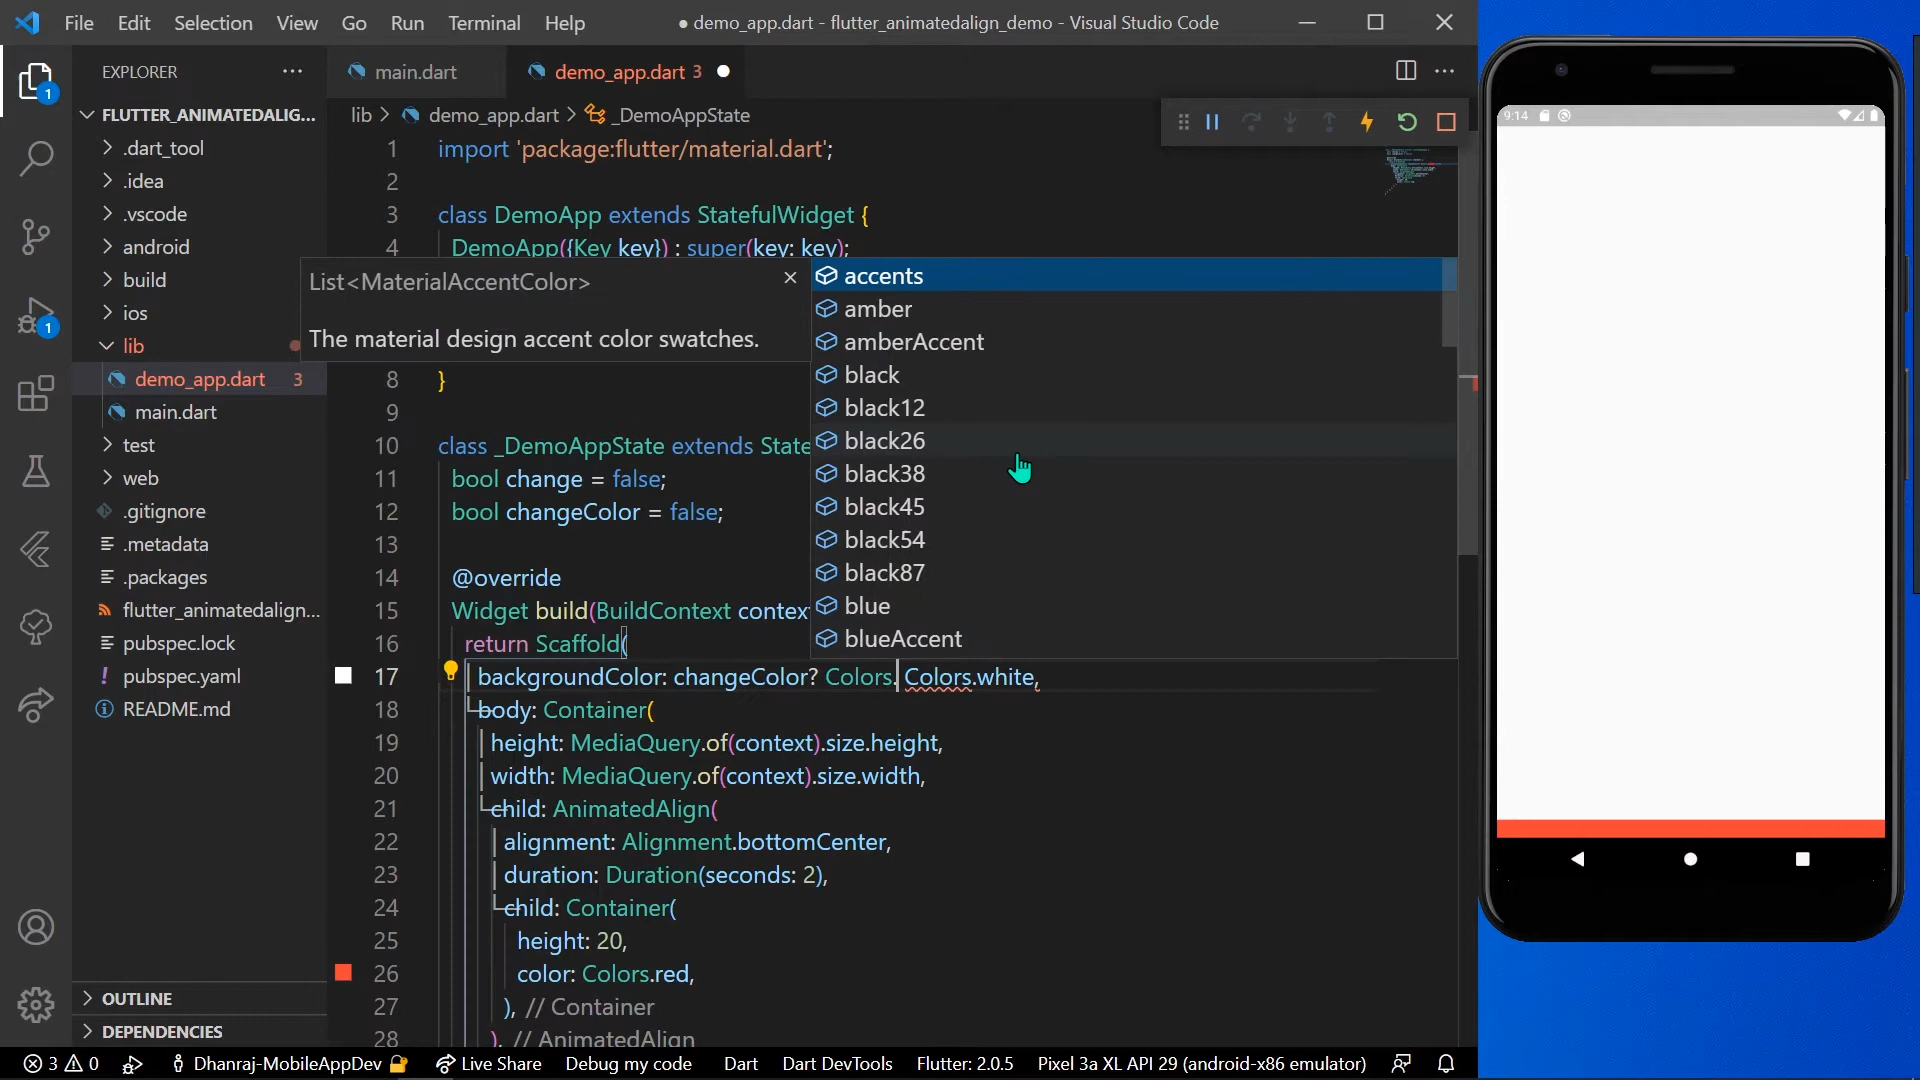 File Edit Selection View Go Run Terminal Help
● demo_app.dart - flutter_animatedalign_demo - Visual Studio Code
EXPLORER
main.dart
demo_app.dart 3
lib > demo_app.dart > _DemoAppState
FLUTTER_ANIMATEDALIG...
.dart_tool
.idea
.vscode
android
build
ios
lib
demo_app.dart 3
main.dart
test
web
.gitignore
.metadata
.packages
flutter_animatedalign...
pubspec.lock
pubspec.yaml
README.md
OUTLINE
DEPENDENCIES
1
1
1 import 'package:flutter/material.dart';
2
3 class DemoApp extends StatefulWidget {
4 DemoApp({Key key}) : super(key: key);
List<MaterialAccentColor>
The material design accent color swatches.
accents
amber
amberAccent
black
black12
black26
black38
black45
black54
black87
blue
blueAccent
8 }
9
10 class _DemoAppState extends State
11 bool change = false;
12 bool changeColor = false;
13
14 @override
15 Widget build(BuildContext contex
16 return Scaffold(
17 backgroundColor: changeColor? Colors. Colors.white,
18 body: Container(
19 height: MediaQuery.of(context).size.height,
20 width: MediaQuery.of(context).size.width,
21 child: AnimatedAlign(
22 alignment: Alignment.bottomCenter,
23 duration: Duration(seconds: 2),
24 child: Container(
25 height: 20,
26 color: Colors.red,
27 ), // Container
28 ), // AnimatedAlign
3 0 Dhanraj-MobileAppDev Live Share Debug my code Dart Dart DevTools Flutter: 2.0.5 Pixel 3a XL API 29 (android-x86 emulator)
9:14